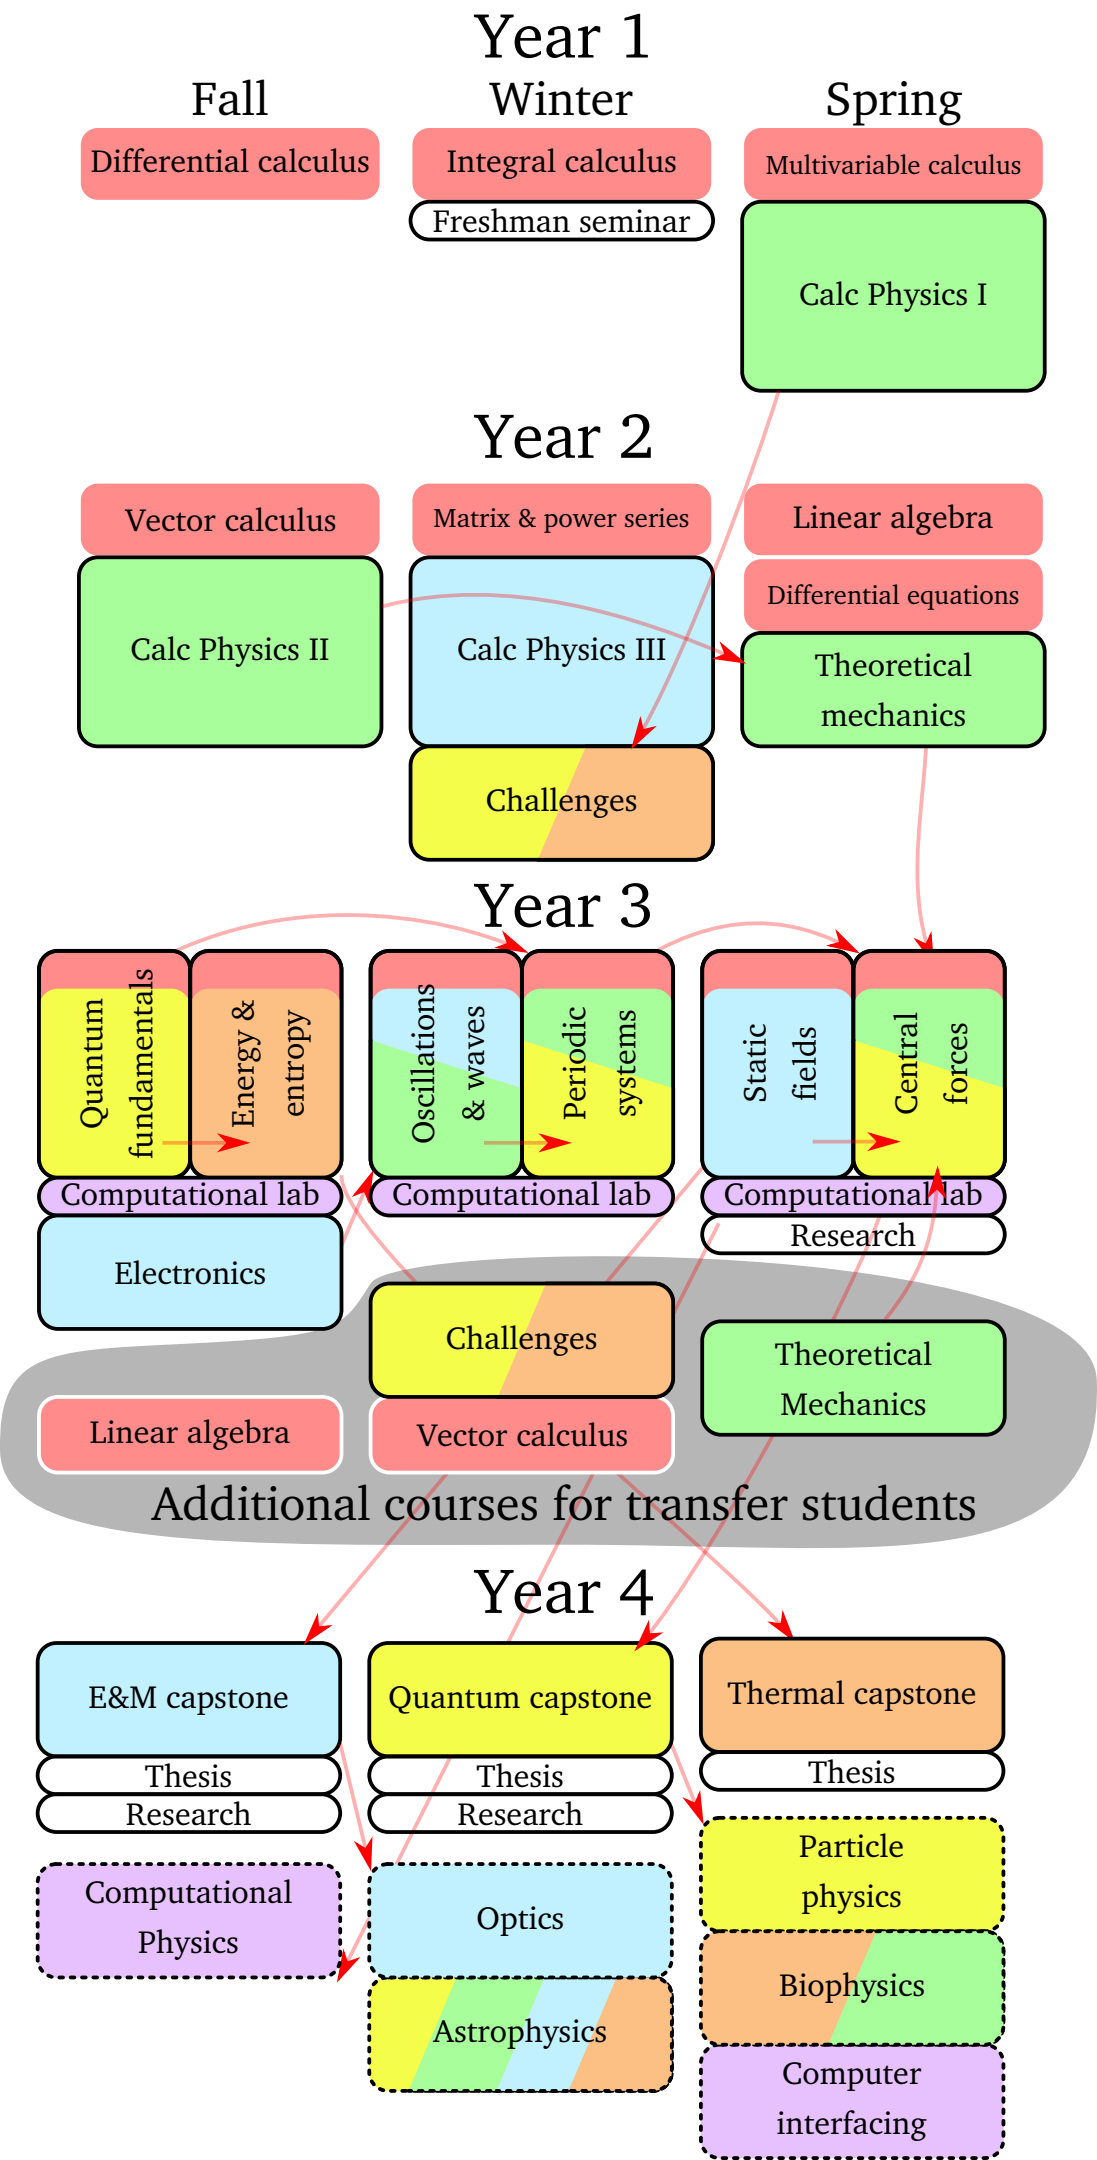 Year 1
Fall
Winter
Spring
Differential calculus
Integral calculus
Multivariable calculus
Freshman seminar
Calc Physics I
Year 2
Vector calculus
Matrix & power series
Linear algebra
Differential equations
Calc Physics II
Calc Physics III
Theoretical
mechanics
Challenges
Year 3
Quantum
fundamentals
Energy &
entropy
Oscillations
& waves
Periodic
systems
Static
fields
Central
forces
Computational lab
Computational lab
Computational lab
Research
Electronics
Challenges
Theoretical
Mechanics
Linear algebra
Vector calculus
Additional courses for transfer students
Year 4
E&M capstone
Quantum capstone
Thermal capstone
Thesis
Thesis
Thesis
Research
Research
Computational
Physics
Optics
Particle
physics
Astrophysics
Biophysics
Computer
interfacing